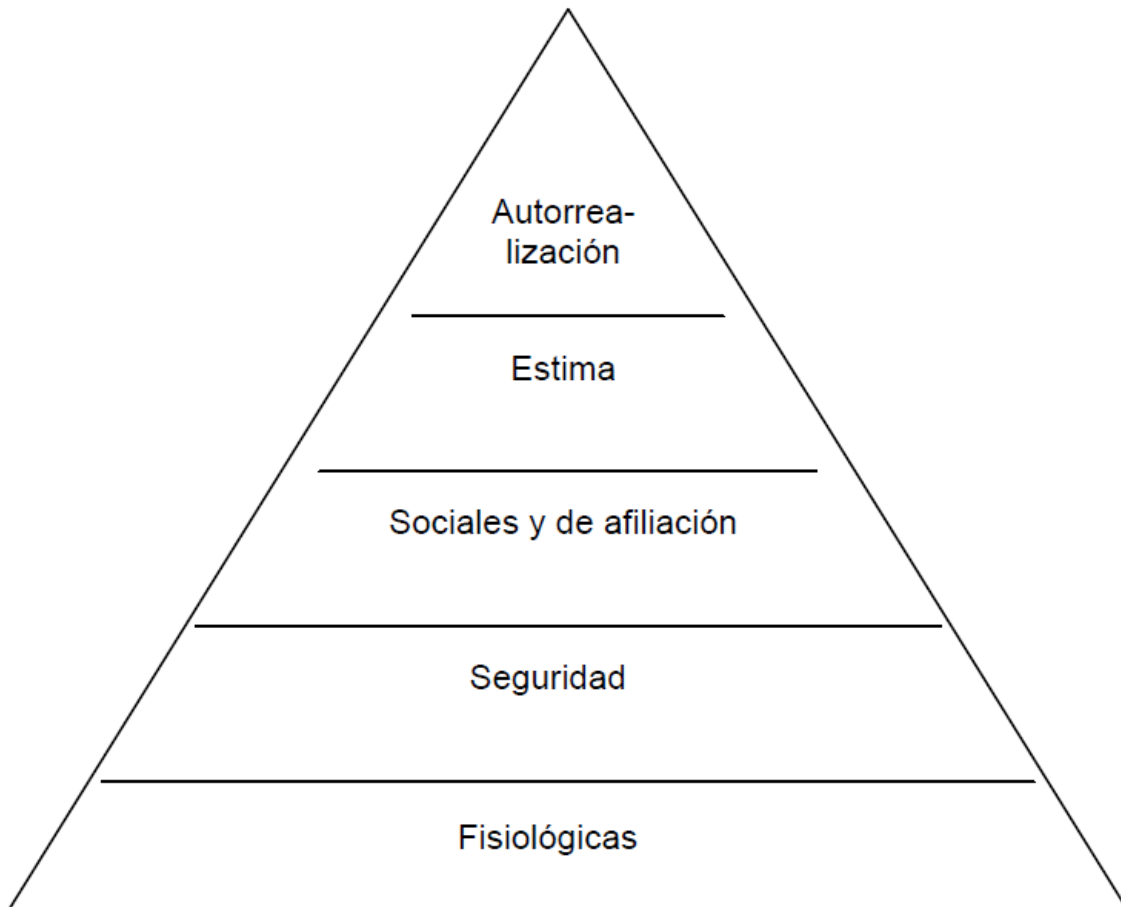 Autorrea-
lización
Estima
Sociales y de afiliación
Seguridad
Fisiológicas